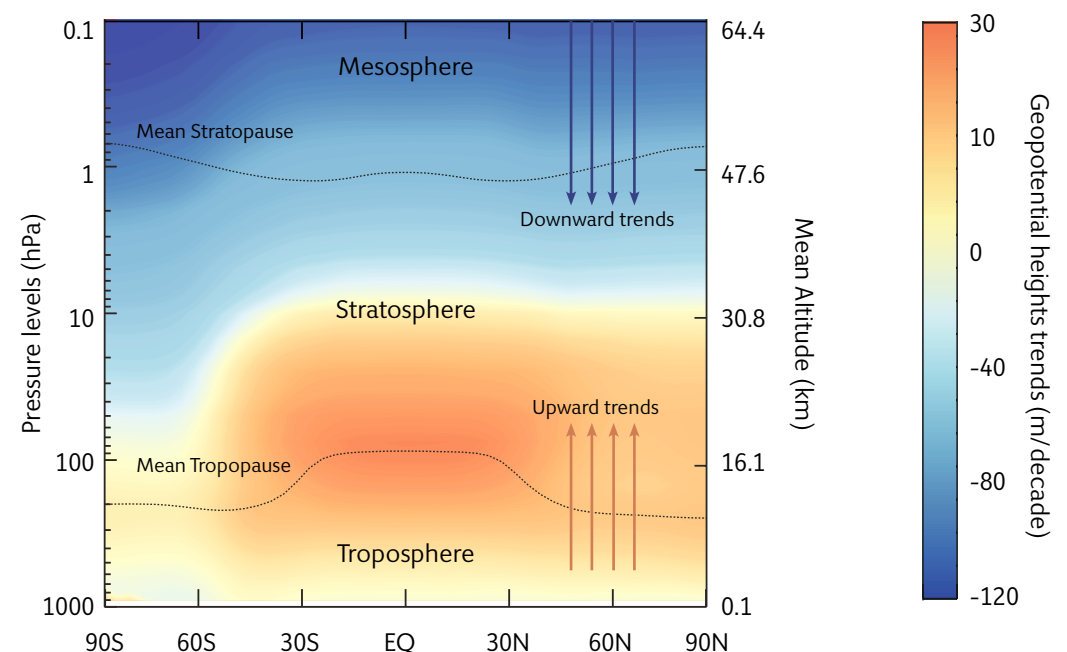 0.1
1
10
100
1000
Pressure levels (hPa)
90S
60S
30S
EQ
30N
60N
90N
Mesosphere
Mean Stratopause
Downward trends
Stratosphere
Upward trends
Mean Tropopause
Troposphere
64.4
47.6
30.8
16.1
0.1
Mean Altitude (km)
30
10
0
-40
-80
-120
Geopotential heights trends (m/decade)